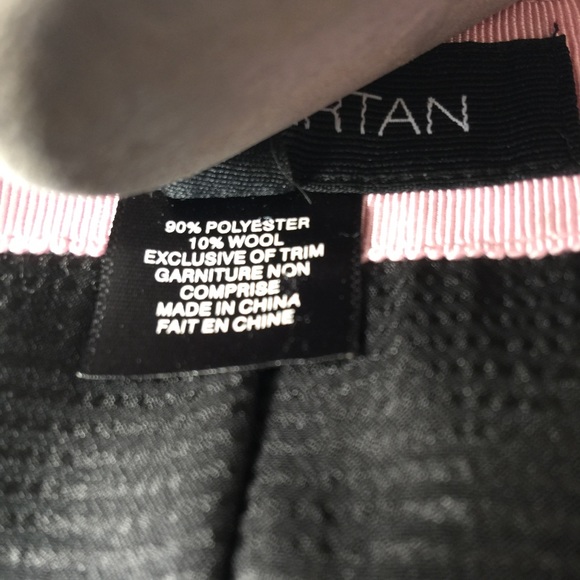 RTAN
90% POLYESTER
10% WOOL
EXCLUSIVE OF TRIM
GARNITURE NON
COMPRISE
MADE IN CHINA
FAIT EN CHINE